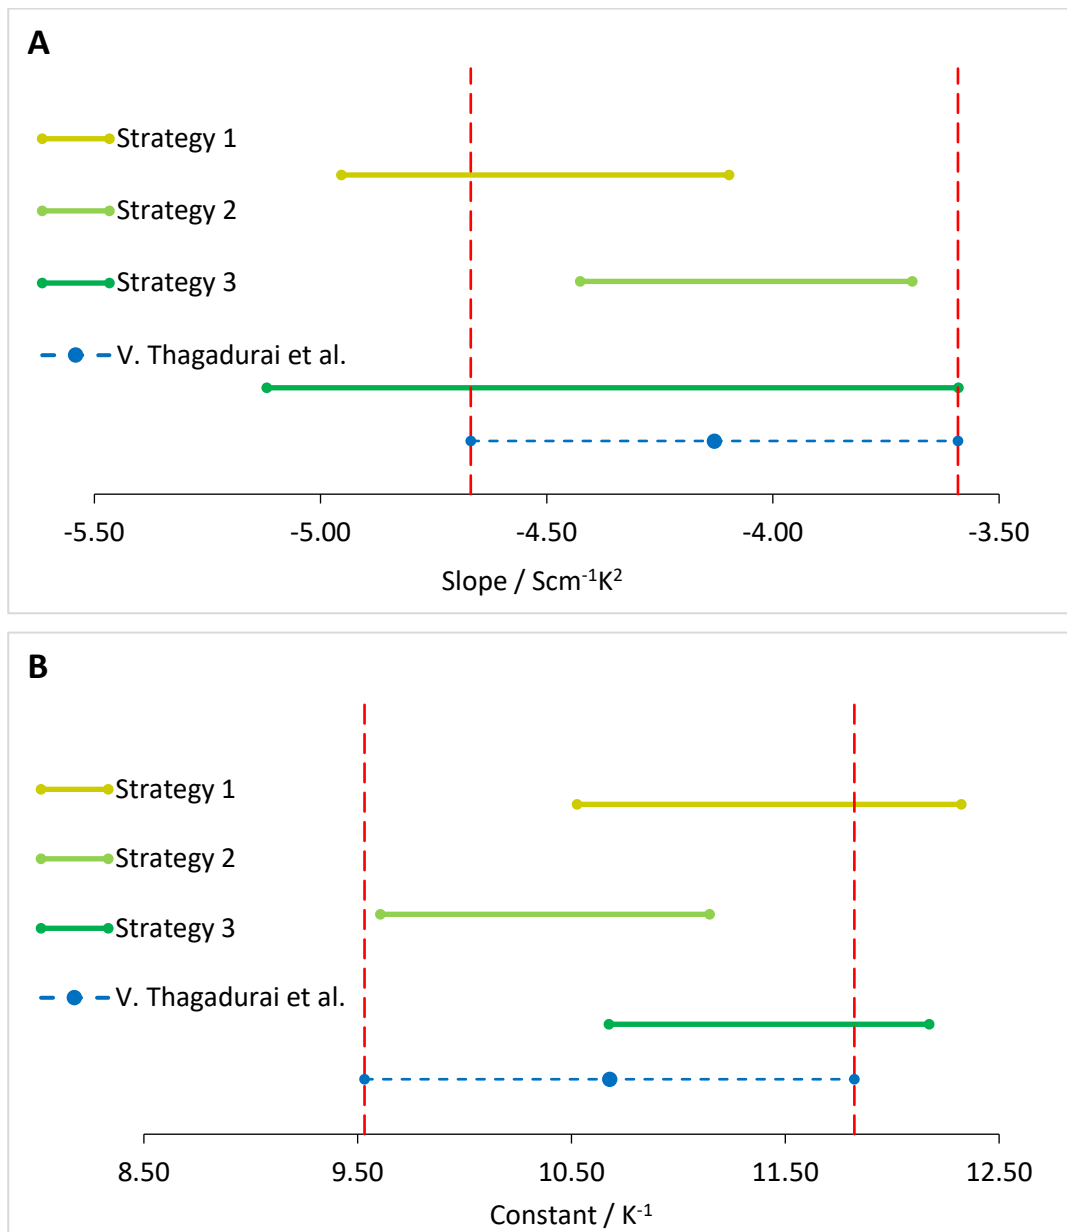 A
Strategy 1
Strategy 2
Strategy 3
V. Thagadurai et al.
-5.50 -5.00 -4.50 -4.00 -3.50
Slope / Scm⁻¹K²
B
Strategy 1
Strategy 2
Strategy 3
V. Thagadurai et al.
8.50 9.50 10.50 11.50 12.50
Constant / K⁻¹